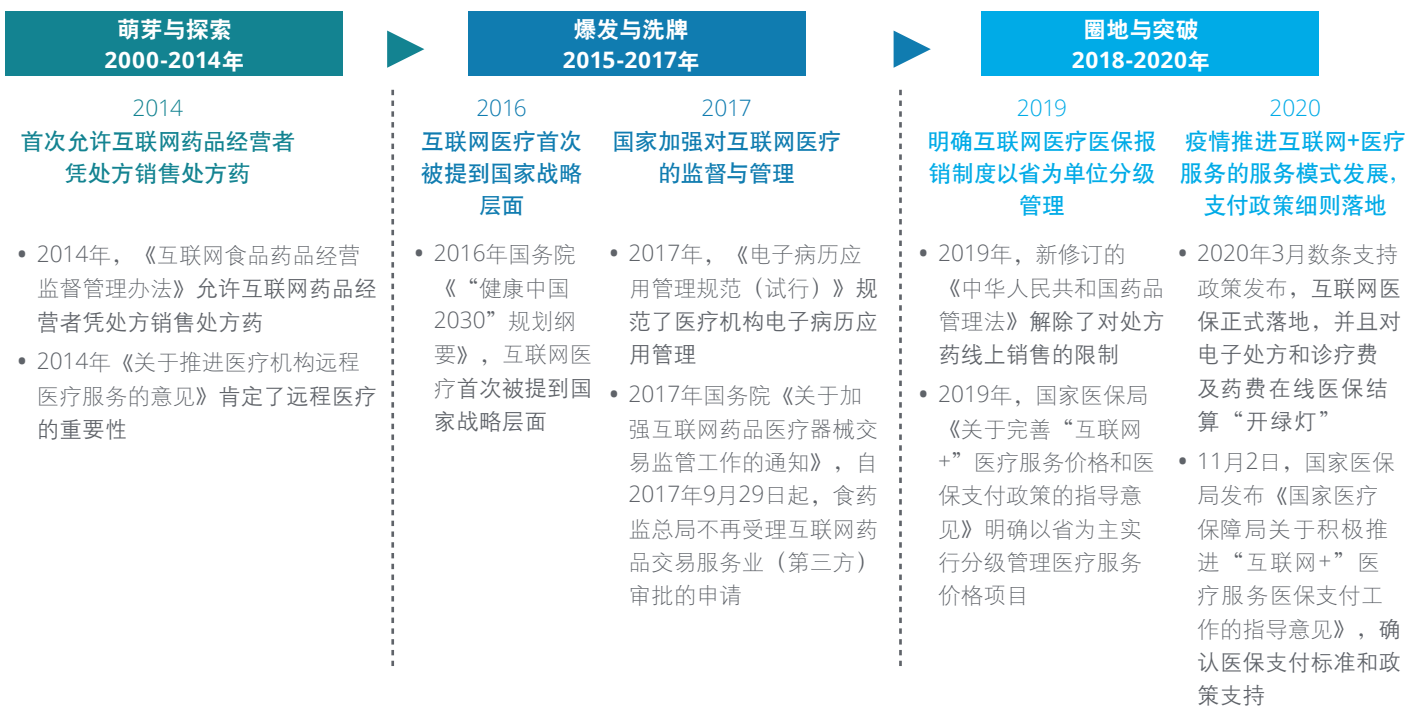 萌芽与探索
2000-2014年
爆发与洗牌
2015-2017年
圈地与突破
2018-2020年
2014
首次允许互联网药品经营者
凭处方销售处方药
• 2014年，《互联网食品药品经营
监督管理办法》允许互联网药品经
营者凭处方销售处方药
• 2014年《关于推进医疗机构远程
医疗服务的意见》肯定了远程医疗
的重要性
2016
互联网医疗首次
被提到国家战略
层面
• 2016年国务院
《“健康中国
2030”规划纲
要》，互联网医
疗首次被提到国
家战略层面
2017
国家加强对互联网医疗
的监督与管理
• 2017年，《电子病历应
用管理规范（试行）》规
范了医疗机构电子病历应
用管理
• 2017年国务院《关于加
强互联网药品医疗器械交
易监管工作的通知》，自
2017年9月29日起，食药
监总局不再受理互联网药
品交易服务业（第三方）
审批的申请
2019
明确互联网医疗医保报
销制度以省为单位分级
管理
• 2019年，新修订的
《中华人民共和国药品
管理法》解除了对处方
药线上销售的限制
• 2019年，国家医保局
《关于完善“互联网
+”医疗服务价格和医
保支付政策的指导意
见》明确以省为主实
行分级管理医疗服务
价格项目
2020
疫情推进互联网+医疗
服务的服务模式发展，
支付政策细则落地
• 2020年3月数条支持
政策发布，互联网医
保正式落地，并且对
电子处方和诊疗费
及药费在线医保结
算“开绿灯”
• 11月2日，国家医保
局发布《国家医疗
保障局关于积极推
进“互联网+”医
疗服务医保支付工
作的指导意见》，确
认医保支付标准和政
策支持